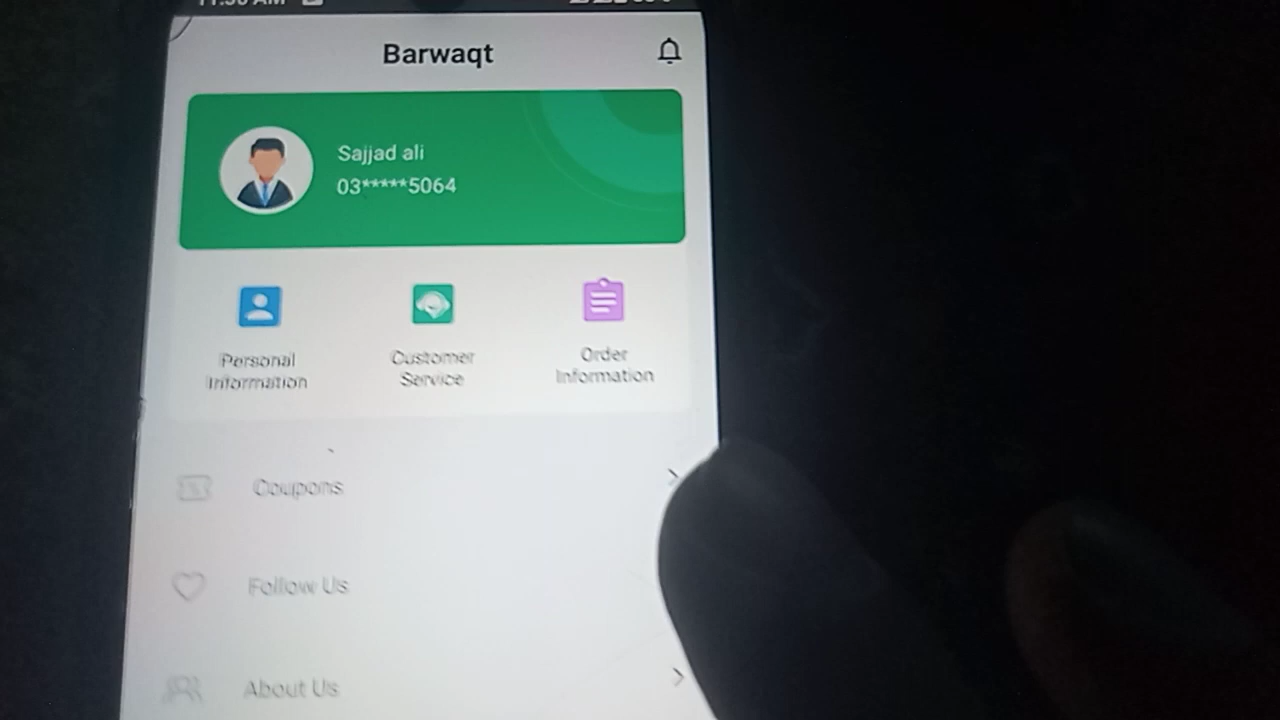 Barwaqt
Sajjad ali
03*****5064
Personal
Information
Customer
Service
Order
Information
Coupons
Follow Us
About Us